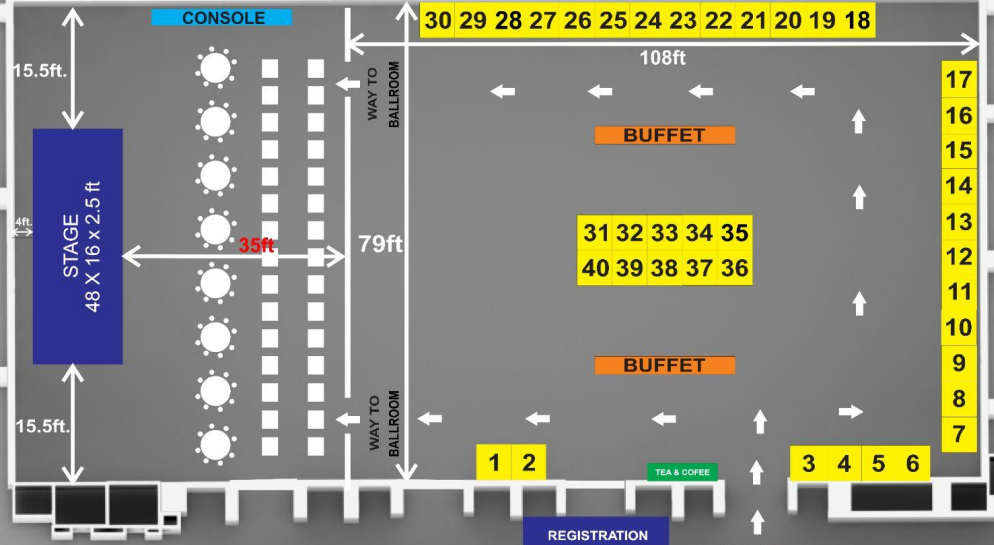 CONSOLE
30 29 28 27 26 25 24 23 22 21 20 19 18
108ft
15.5ft.
WAY TO
BALLROOM
17
16
15
14
13
12
11
10
9
8
7
BUFFET
STAGE
48 X 16 x 2.5 ft
4ft.
35ft
79ft
31 32 33 34 35
40 39 38 37 36
BUFFET
15.5ft.
WAY TO
BALLROOM
1 2
TEA & COFEE
3 4 5 6
REGISTRATION